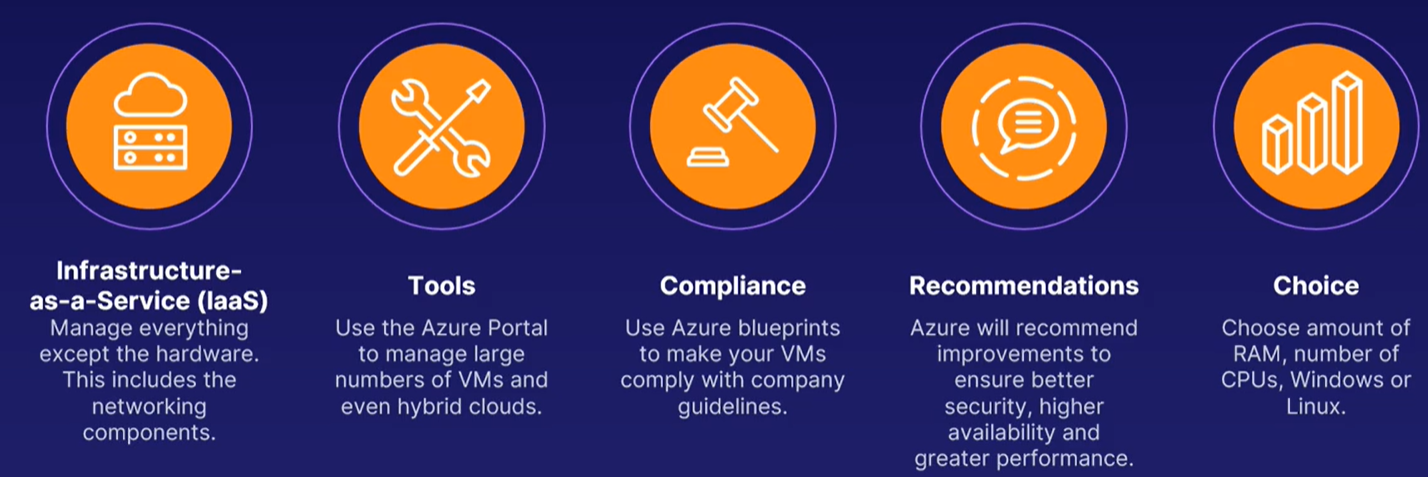 Infrastructure-
as-a-Service (IaaS)
Manage everything
except the hardware.
This includes the
networking
components.
Tools
Use the Azure Portal
to manage large
numbers of VMs and
even hybrid clouds.
Compliance
Use Azure blueprints
to make your VMs
comply with company
guidelines.
Recommendations
Azure will recommend
improvements to
ensure better
security, higher
availability and
greater performance.
Choice
Choose amount of
RAM, number of
CPUs, Windows or
Linux.